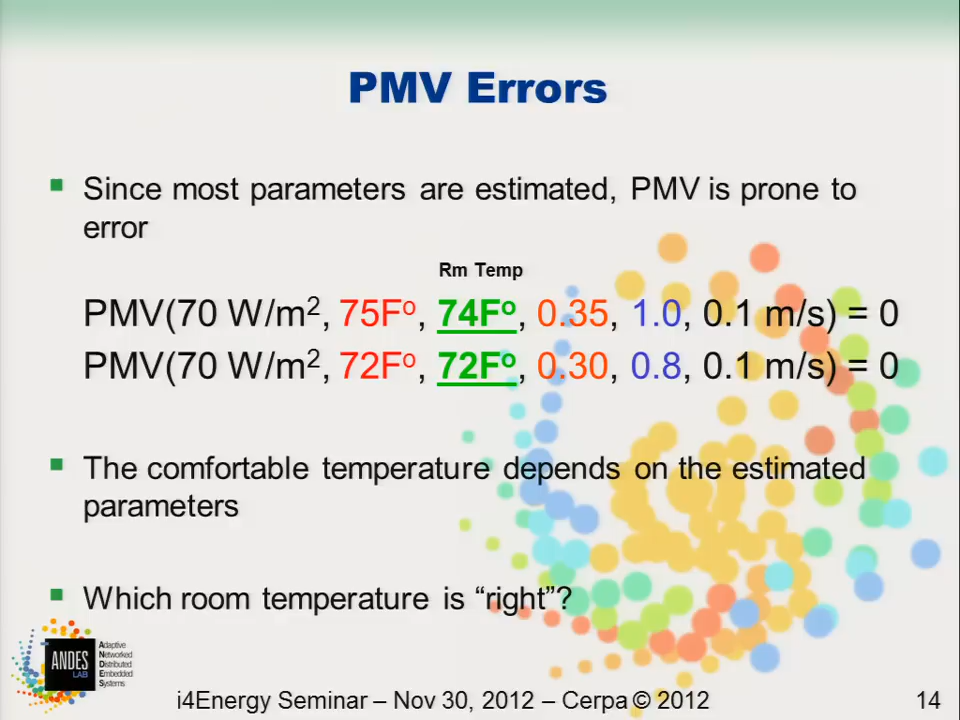 PMV Errors
Since most parameters are estimated, PMV is prone to
error
Rm Temp
PMV(70 W/m², 75Fº, 74Fº, 0.35, 1.0, 0.1 m/s) = 0
PMV(70 W/m², 72Fº, 72Fº, 0.30, 0.8, 0.1 m/s) = 0
The comfortable temperature depends on the estimated
parameters
Which room temperature is “right”?
ANDES
LAB
Adaptive
Networked
Distributed
Embedded
Systems
i4Energy Seminar – Nov 30, 2012 – Cerpa © 2012
14